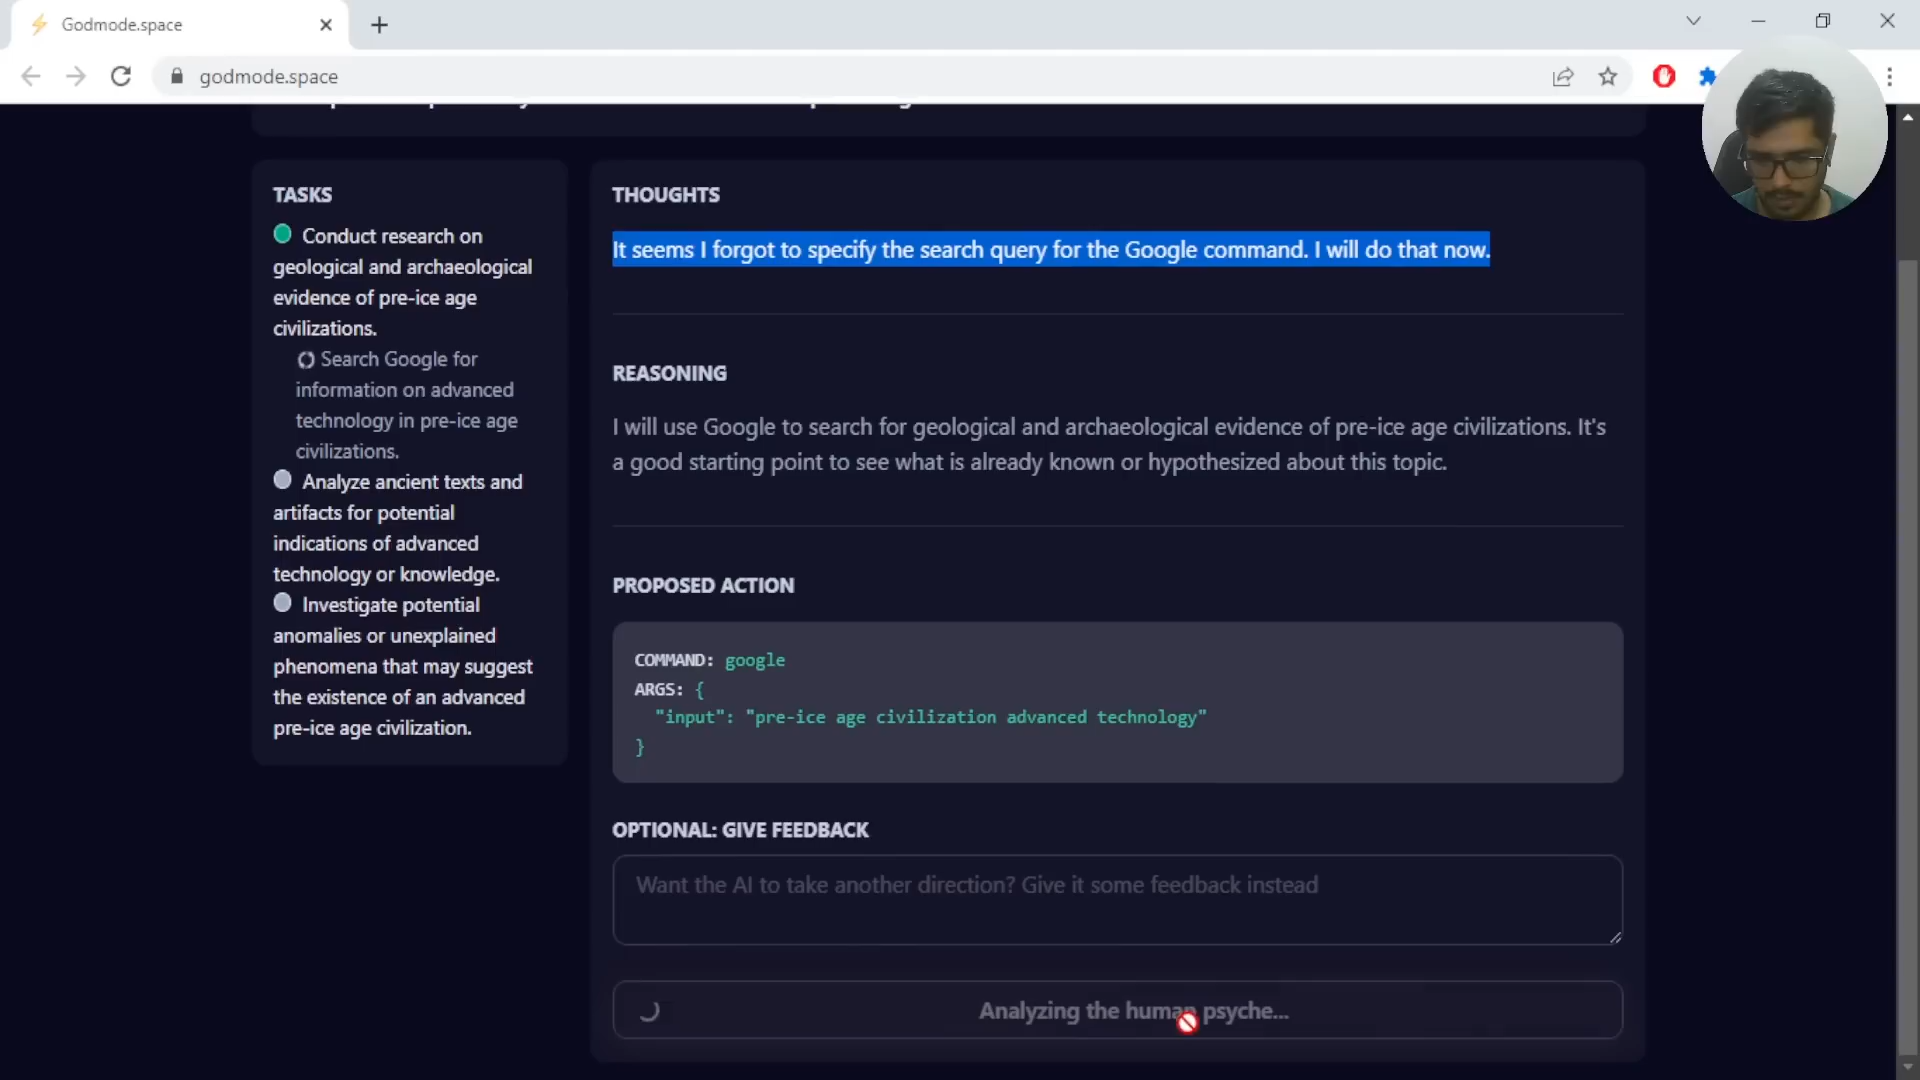 Godmode.space
godmode.space
TASKS
Conduct research on
geological and archaeological
evidence of pre-ice age
civilizations.
Search Google for
information on advanced
technology in pre-ice age
civilizations.
Analyze ancient texts and
artifacts for potential
indications of advanced
technology or knowledge.
Investigate potential
anomalies or unexplained
phenomena that may suggest
the existence of an advanced
pre-ice age civilization.
THOUGHTS
It seems I forgot to specify the search query for the Google command. I will do that now.
REASONING
I will use Google to search for geological and archaeological evidence of pre-ice age civilizations. It's
a good starting point to see what is already known or hypothesized about this topic.
PROPOSED ACTION
COMMAND: google
ARGS: {
"input": "pre-ice age civilization advanced technology"
}
OPTIONAL: GIVE FEEDBACK
Want the AI to take another direction? Give it some feedback instead
Analyzing the human psyche...